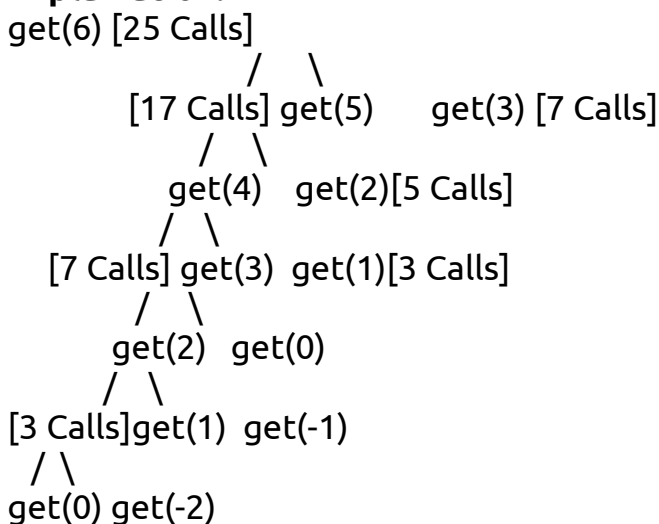 get(6) [25 Calls]
/ \
[17 Calls] get(5) get(3) [7 Calls]
/ \
get(4) get(2)[5 Calls]
/ \
[7 Calls] get(3) get(1)[3 Calls]
/ \
get(2) get(0)
/ \
[3 Calls]get(1) get(-1)
/ \
get(0) get(-2)